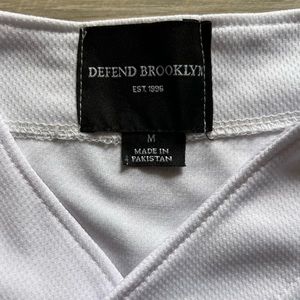 DEFEND BROOKLYN
EST. 1996
M
MADE IN
PAKISTAN